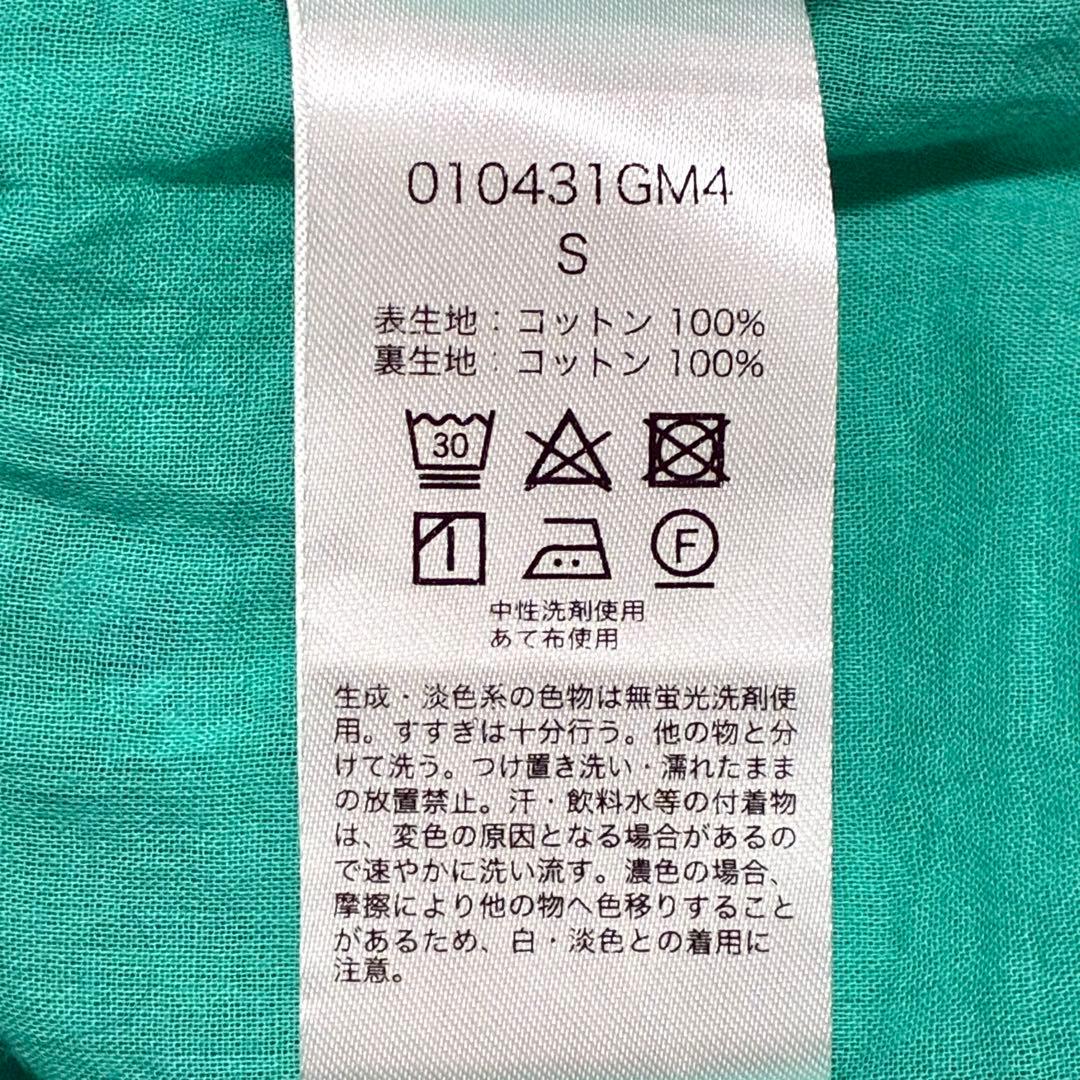 010431GM4
S
表生地：コットン 100%
裏生地：コットン 100%
30
F
中性洗剤使用
あて布使用
生成・淡色系の色物は無蛍光洗剤使
用。すすぎは十分行う。他の物と分
けて洗う。つけ置き洗い・濡れたまま
の放置禁止。汗・飲料水等の付着物
は、変色の原因となる場合があるの
で速やかに洗い流す。濃色の場合、
摩擦により他の物へ色移りすること
があるため、白・淡色との着用に
注意。